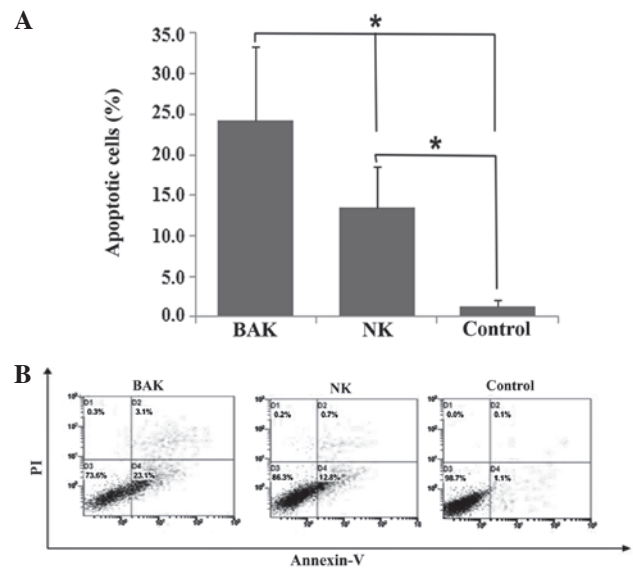 A
*
*
35.0
30.0
25.0
20.0
15.0
10.0
5.0
0.0
Apoptotic cells (%)
BAK NK Control
B
BAK NK Control
D1 D2
0.3% 3.1%
D3 D4
73.6% 23.1%
D1 D2
0.2% 0.7%
D3 D4
86.3% 12.8%
D1 D2
0.0% 0.1%
D3 D4
98.7% 1.1%
PI
Annexin-V